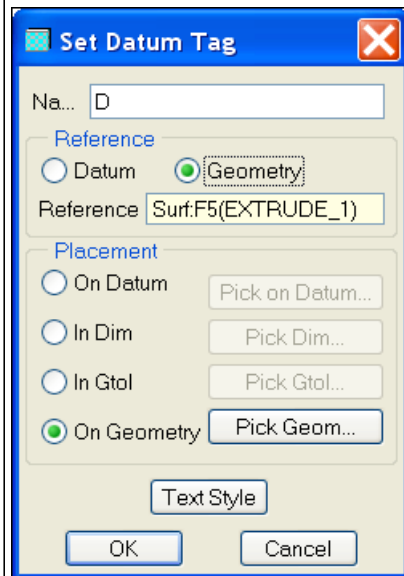 Set Datum Tag
Na... D
Reference
Datum Geometry
Reference Surf:F5(EXTRUDE_1)
Placement
On Datum Pick on Datum...
In Dim Pick Dim...
In Gtol Pick Gtol...
On Geometry Pick Geom...
Text Style
OK Cancel